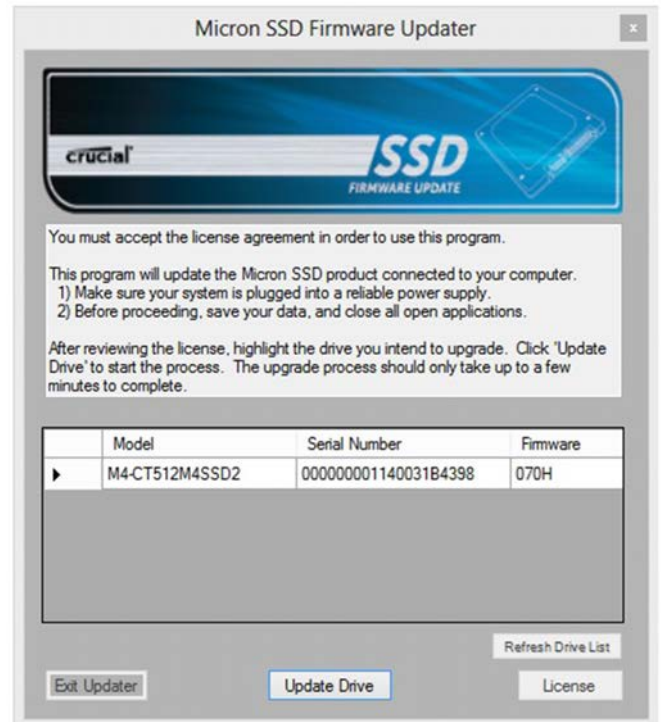 Micron SSD Firmware Updater
x
crucial
SSD
FIRMWARE UPDATE
You must accept the license agreement in order to use this program.
This program will update the Micron SSD product connected to your computer.
1) Make sure your system is plugged into a reliable power supply.
2) Before proceeding, save your data, and close all open applications.
After reviewing the license, highlight the drive you intend to upgrade. Click 'Update
Drive' to start the process. The upgrade process should only take up to a few
minutes to complete.
Model Serial Number Firmware
M4-CT512M4SSD2 000000001140031B4398 070H
Refresh Drive List
Exit Updater Update Drive License